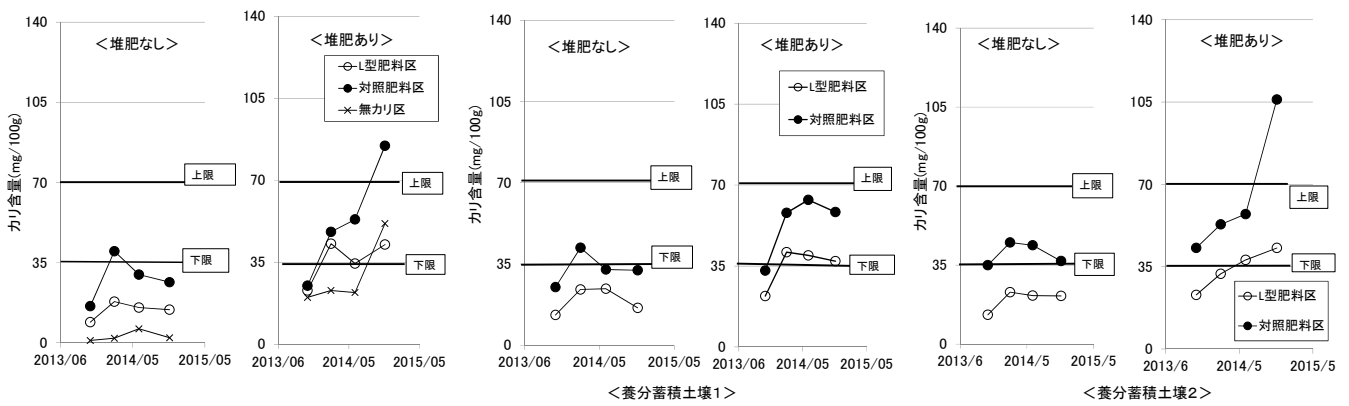 カリ含量(mg/100g)
140
105
70
35
0
<堆肥なし>
上限
下限
2013/06
2014/05
2015/05
140
105
70
35
0
<堆肥あり>
L型肥料区
対照肥料区
無カリ区
上限
下限
2013/06
2014/05
2015/05
カリ含量(mg/100g)
140
105
70
35
0
<堆肥なし>
上限
下限
2013/06
2014/05
2015/05
140
105
70
35
0
<堆肥あり>
L型肥料区
対照肥料区
上限
下限
2013/06
2014/05
2015/05
<養分蓄積土壌1>
カリ含量(mg/100g)
140
105
70
35
0
<堆肥なし>
上限
下限
2013/6
2014/5
2015/5
140
105
70
35
0
<堆肥あり>
上限
下限
L型肥料区
対照肥料区
2013/6
2014/5
2015/5
<養分蓄積土壌2>